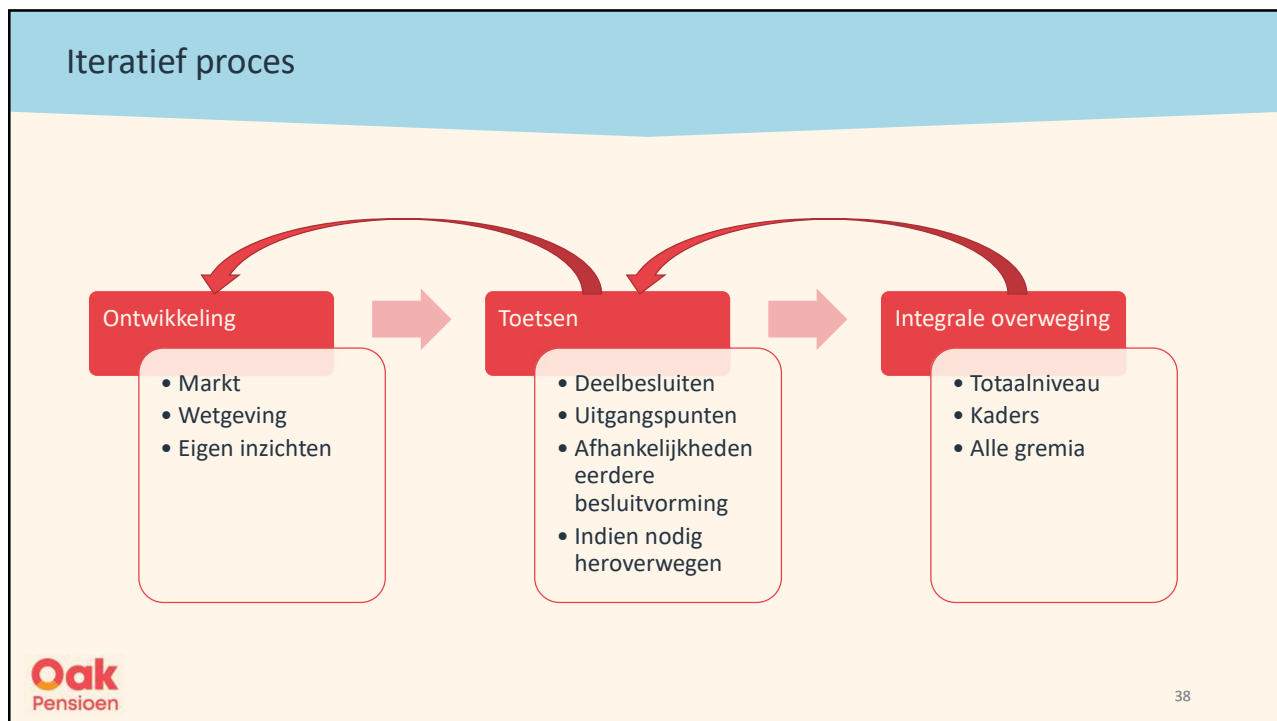 Iteratief proces
Ontwikkeling
• Markt
• Wetgeving
• Eigen inzichten
Toetsen
• Deelbesluiten
• Uitgangspunten
• Afhankelijkheden
eerdere
besluitvorming
• Indien nodig
heroverwegen
Integrale overweging
• Totaalniveau
• Kaders
• Alle gremia
Oak
Pensioen
38